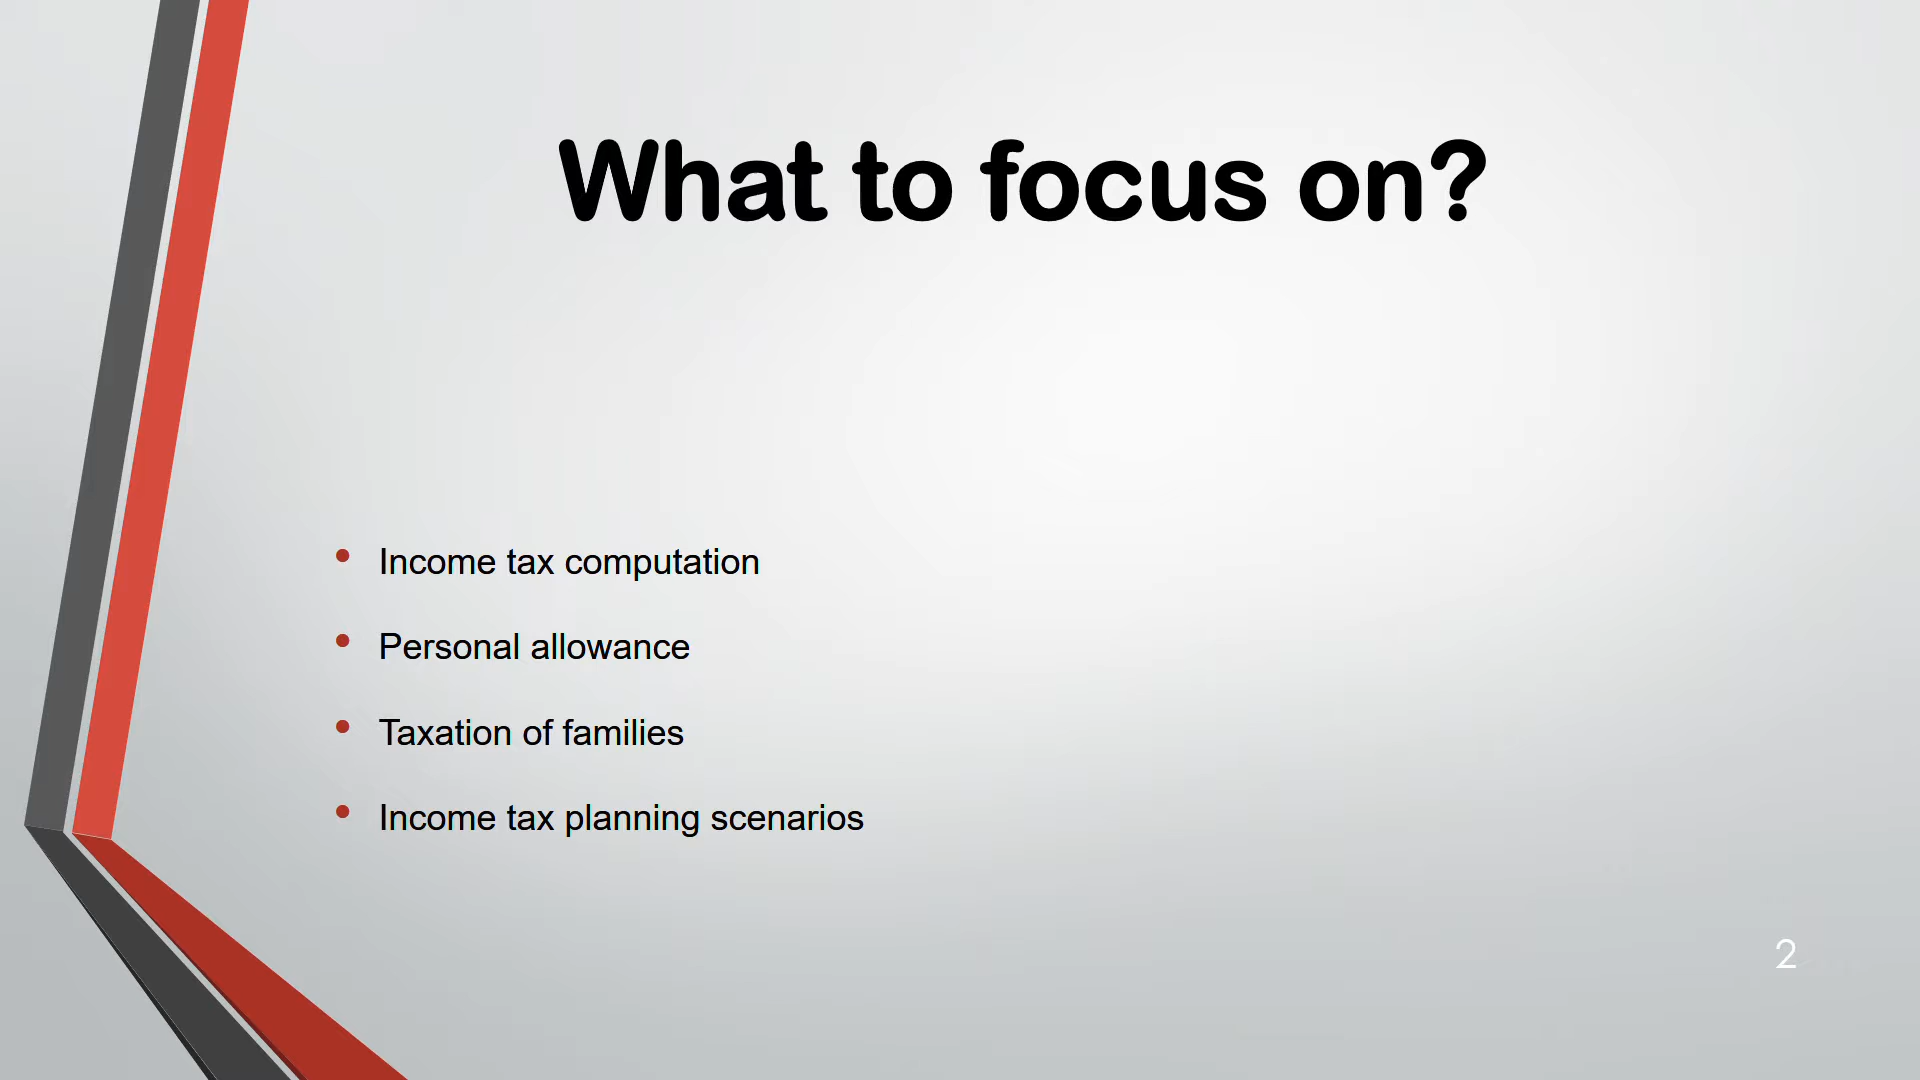 What to focus on?
• Income tax computation
• Personal allowance
• Taxation of families
• Income tax planning scenarios
2